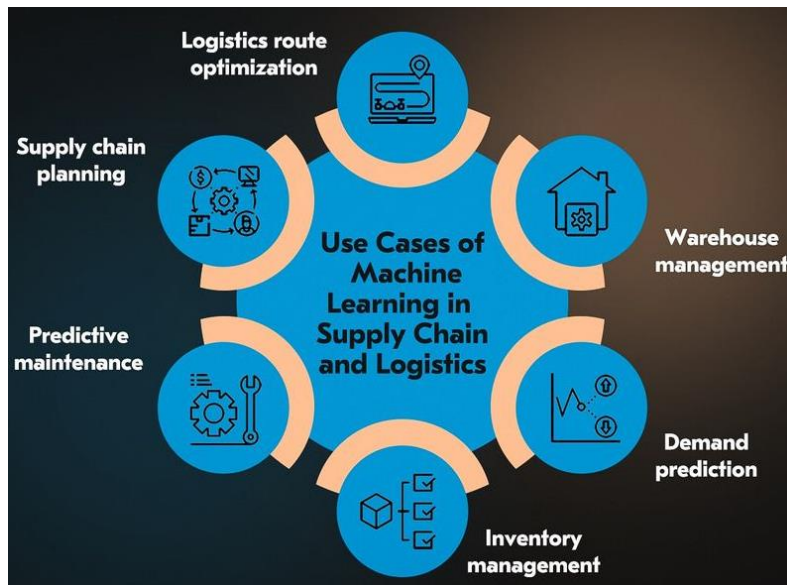 Logistics route
optimization
Supply chain
planning
Use Cases of
Machine
Learning in
Supply Chain
and Logistics
Warehouse
management
Predictive
maintenance
Demand
prediction
Inventory
management